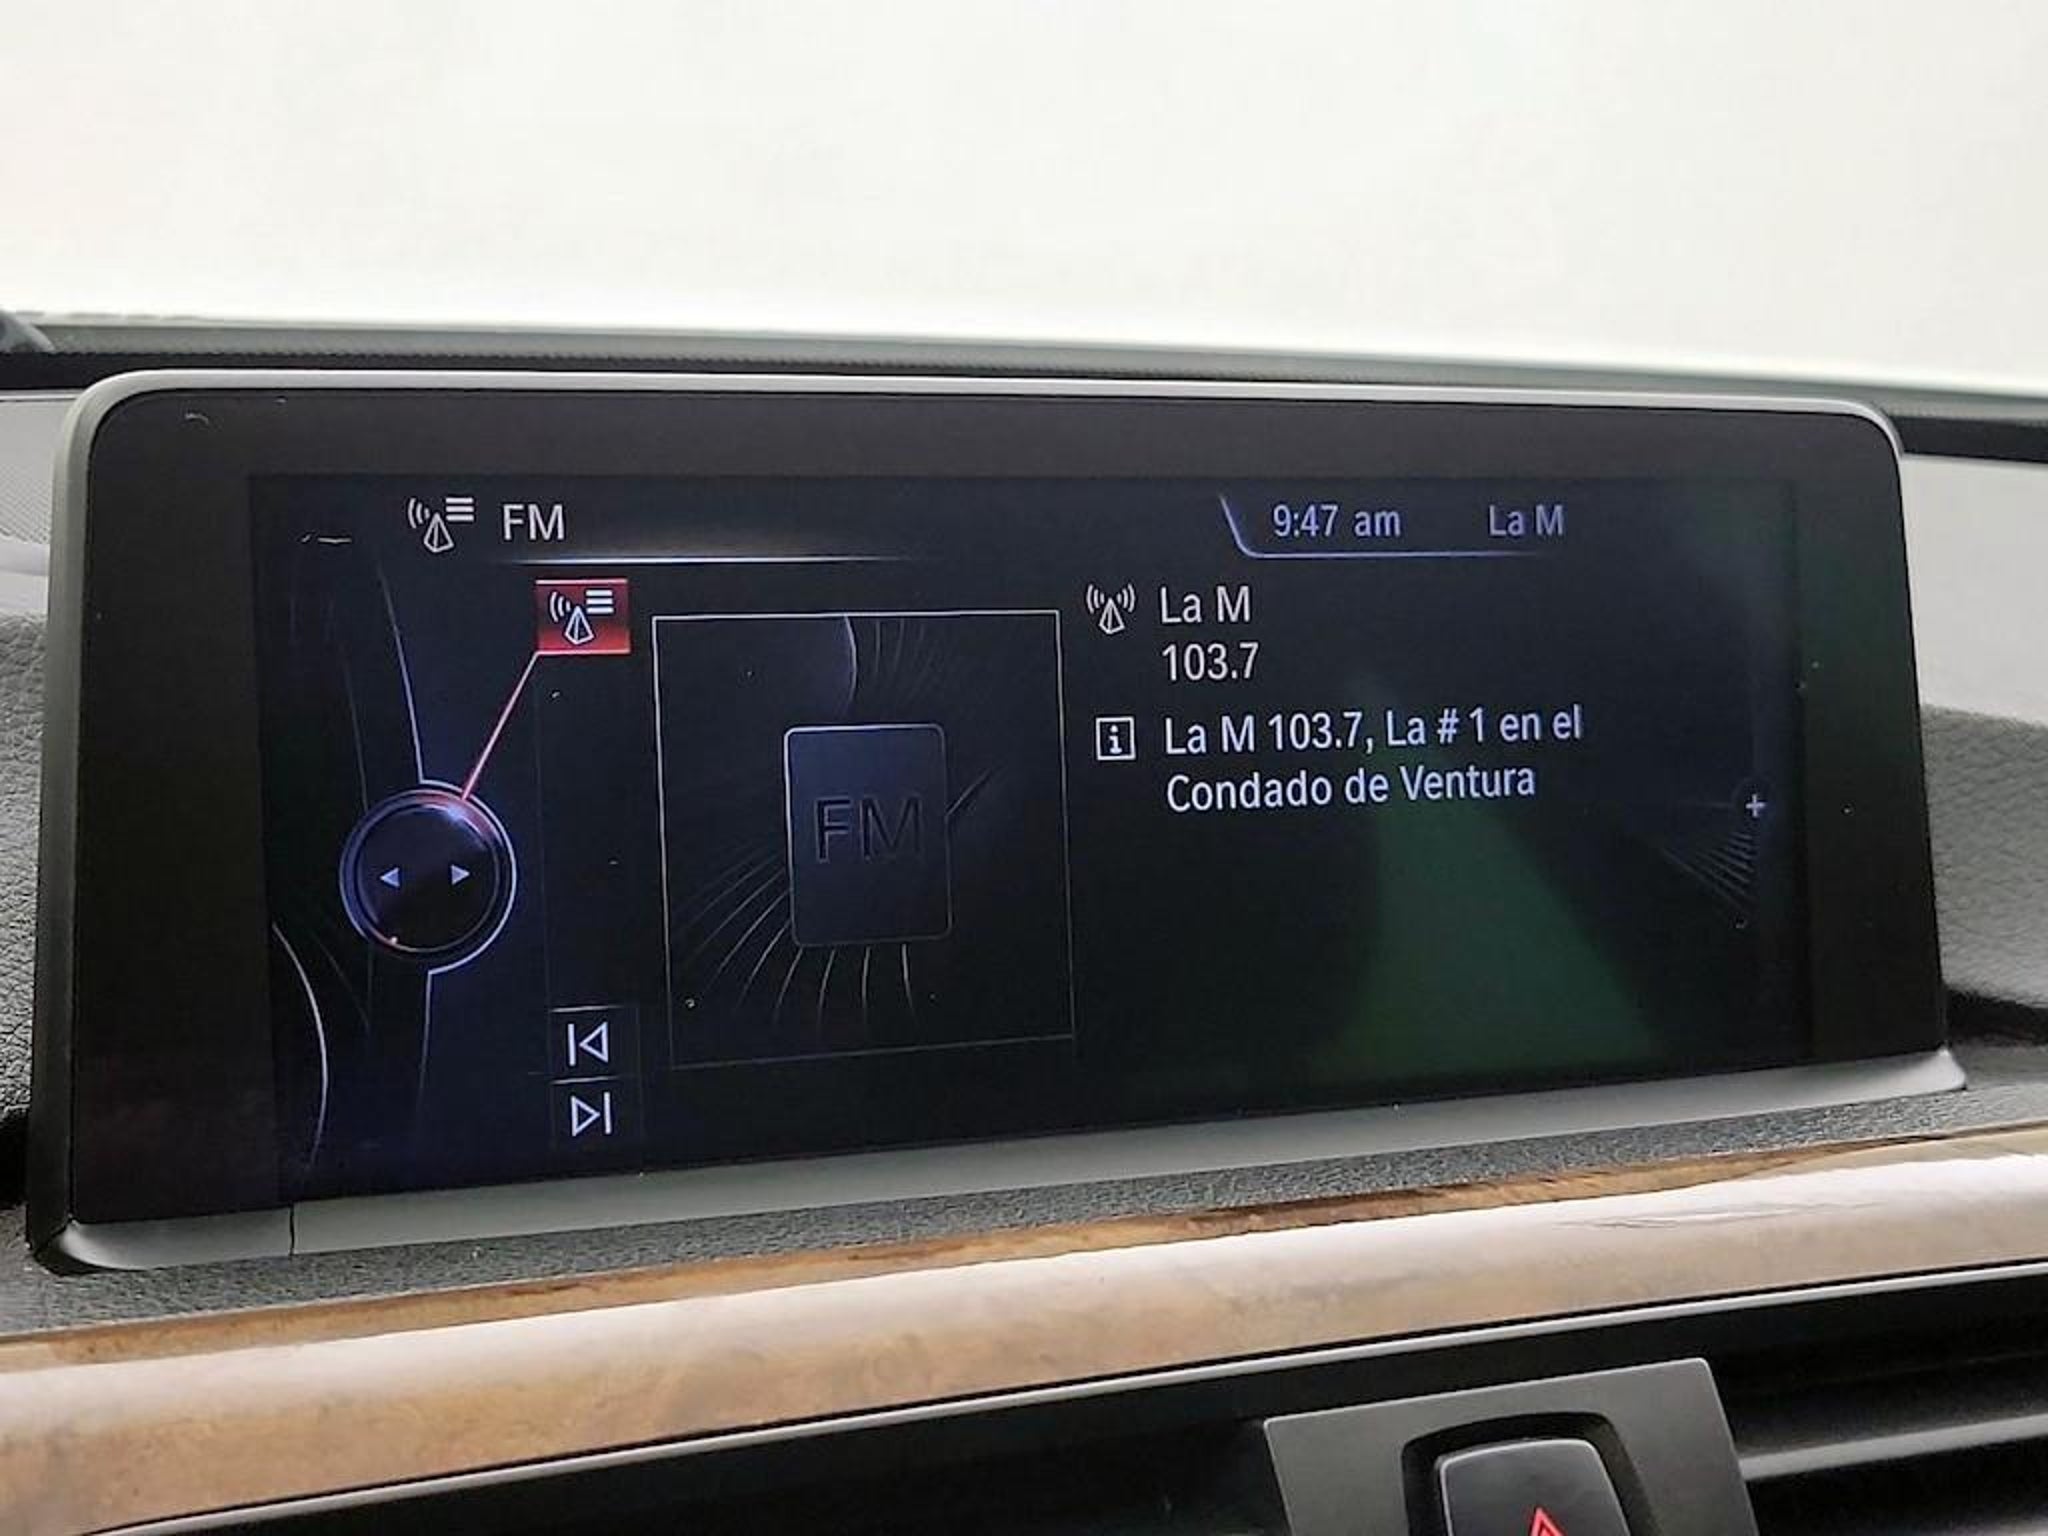 FM
9:47 am La M
La M
103.7
La M 103.7, La # 1 en el
Condado de Ventura
FM